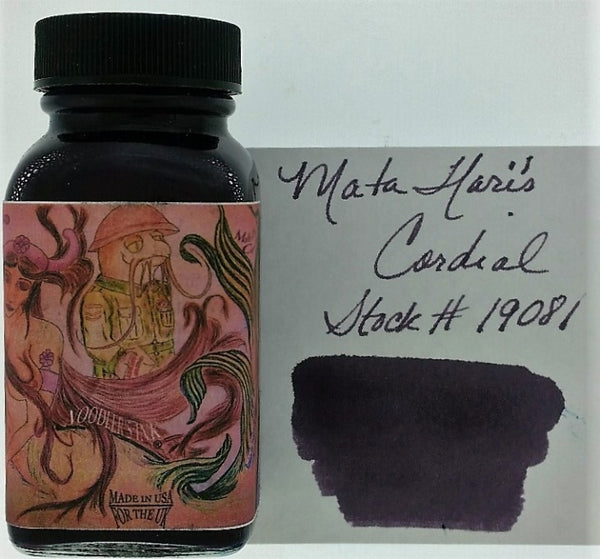 Mata Hari's
Cordial
Stock # 19081
NOODLER'S INK
MADE IN USA
FOR THE UK